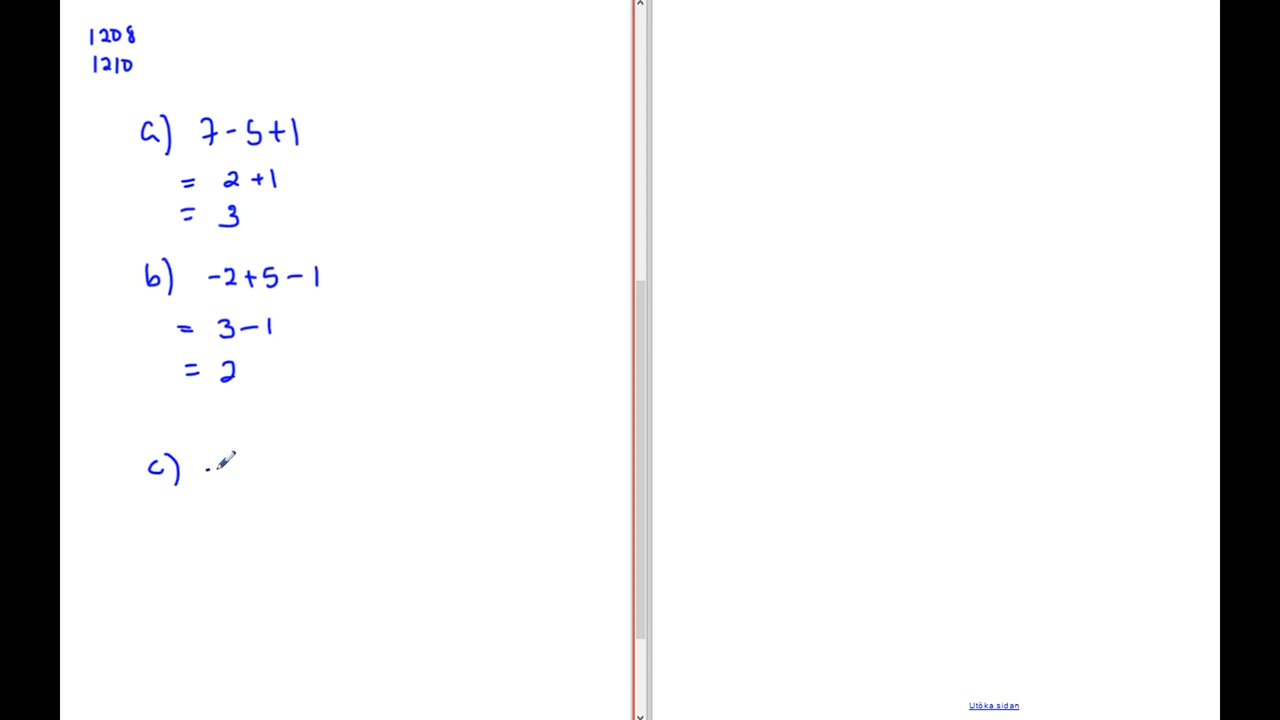 1208
1210
a) 7-5+1
= 2+1
= 3
b) -2+5-1
= 3-1
= 2
c)
Utöka sidan